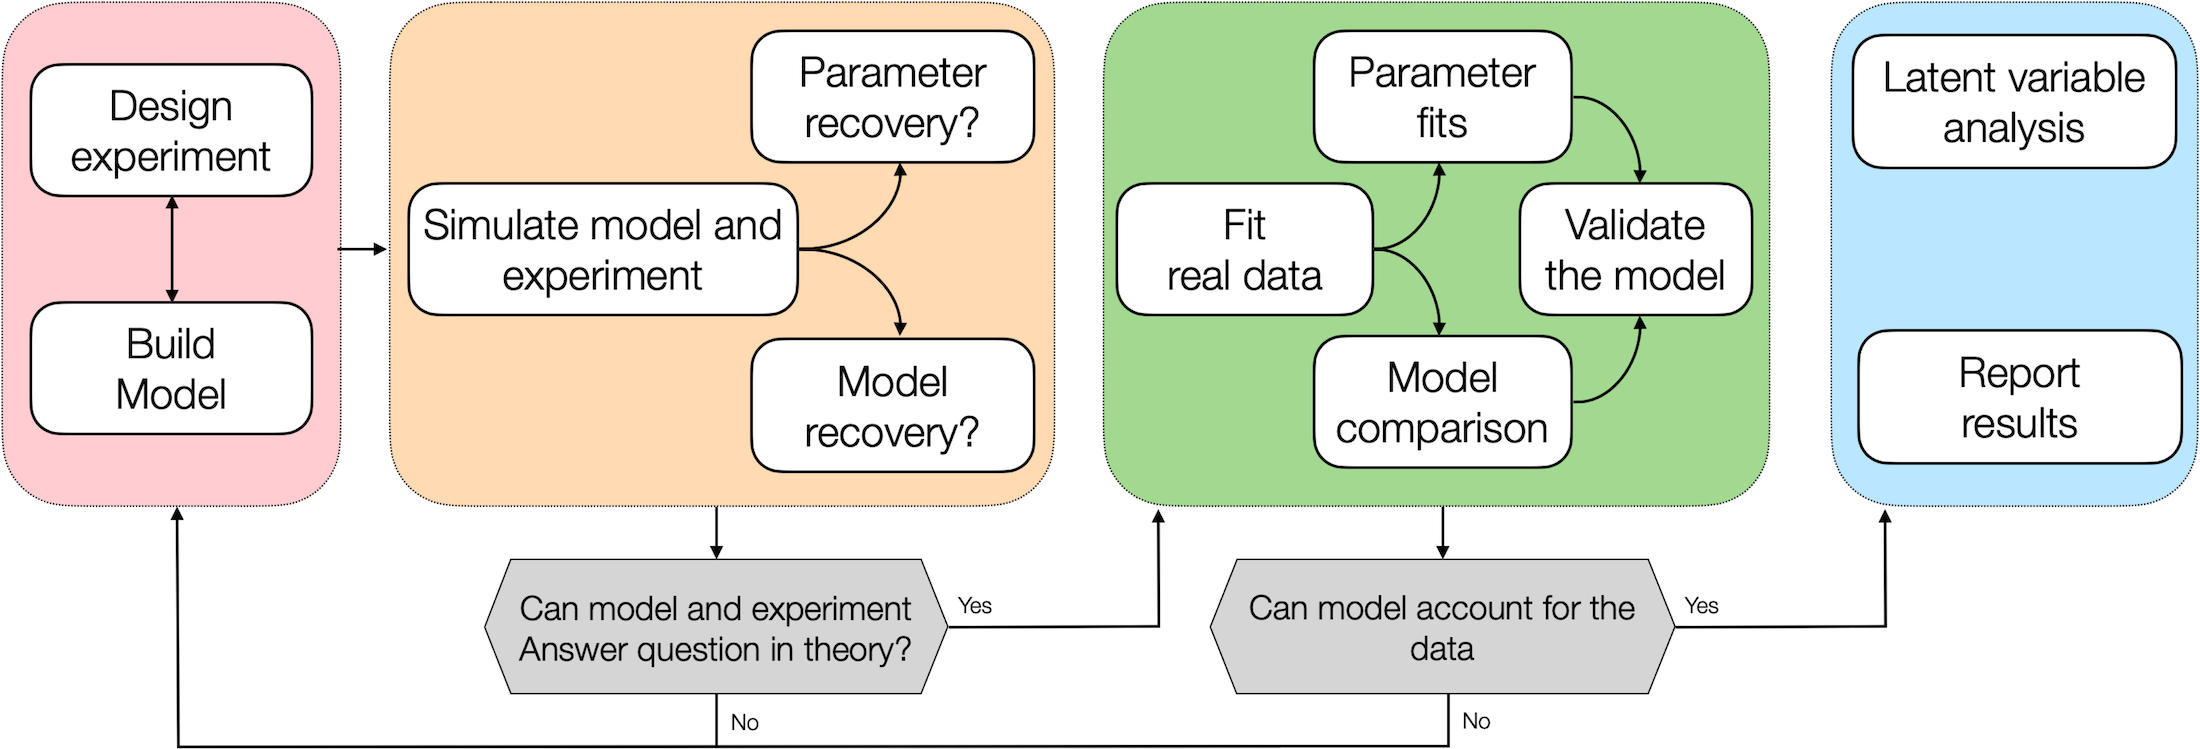 Design
experiment
Build
Model
Simulate model and
experiment
Parameter
recovery?
Model
recovery?
Fit
real data
Parameter
fits
Model
comparison
Validate
the model
Latent variable
analysis
Report
results
Can model and experiment
Answer question in theory?
Yes
No
Can model account for the
data
Yes
No